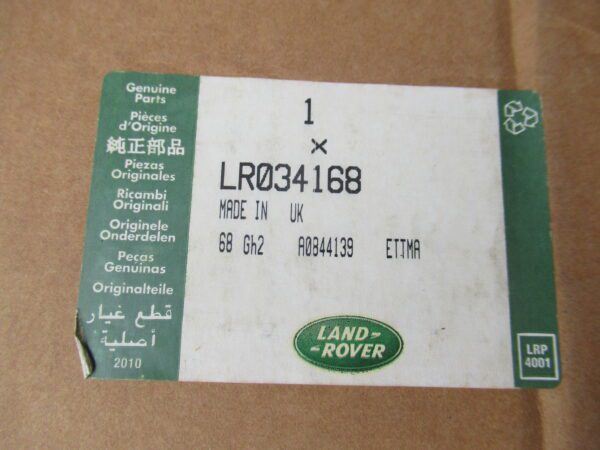 Genuine
Parts
Pièces
d'Origine
純正部品
Piezas
Originales
Ricambi
Originali
Originele
Onderdelen
Peças
Genuinas
Originalteile
قطع غيار
أصلية
2010
1
x
LR034168
MADE IN UK
68 Gh2 A0844139 ETTMA
LAND-
-ROVER
LRP
4001